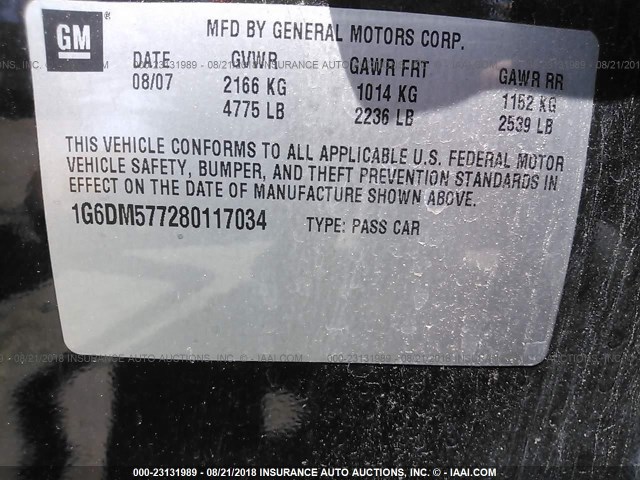 GM
MFD BY GENERAL MOTORS CORP.
DATE GVWR GAWR FRT GAWR RR
08/07 2166 KG 1014 KG 1152 KG
4775 LB 2236 LB 2539 LB
THIS VEHICLE CONFORMS TO ALL APPLICABLE U.S. FEDERAL MOTOR
VEHICLE SAFETY, BUMPER, AND THEFT PREVENTION STANDARDS IN
EFFECT ON THE DATE OF MANUFACTURE SHOWN ABOVE.
1G6DM577280117034 TYPE: PASS CAR
000-23131989 - 08/21/2018 INSURANCE AUTO AUCTIONS, INC. - IAAI.COM